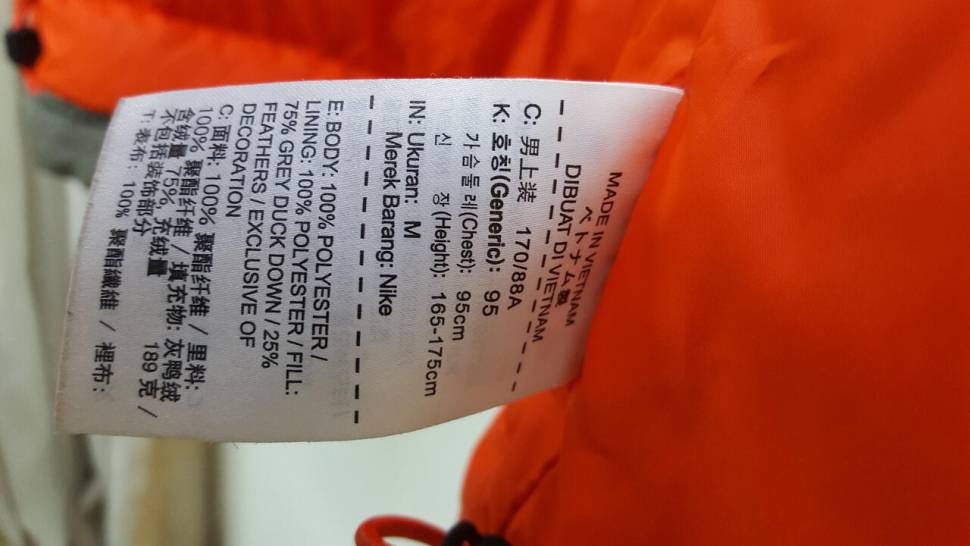 MADE IN VIETNAM
ベトナム製
DIBUAT DI VIETNAM
C: 男上装 170/88A
K: 호칭(Generic): 95
가슴둘레(Chest): 95cm
신 장(Height): 165-175cm
IN: Ukuran: M
Merek Barang: Nike
E: BODY: 100% POLYESTER /
LINING: 100% POLYESTER / FILL:
75% GREY DUCK DOWN / 25%
FEATHERS / EXCLUSIVE OF
DECORATION
C: 面料: 100% 聚酯纤维 / 里料:
100% 聚酯纤维 / 填充物: 灰鸭绒
含绒量 75%, 充绒量 189 克 /
不包括装饰部分
T: 表布: 100% 聚酯纖維 / 裡布: